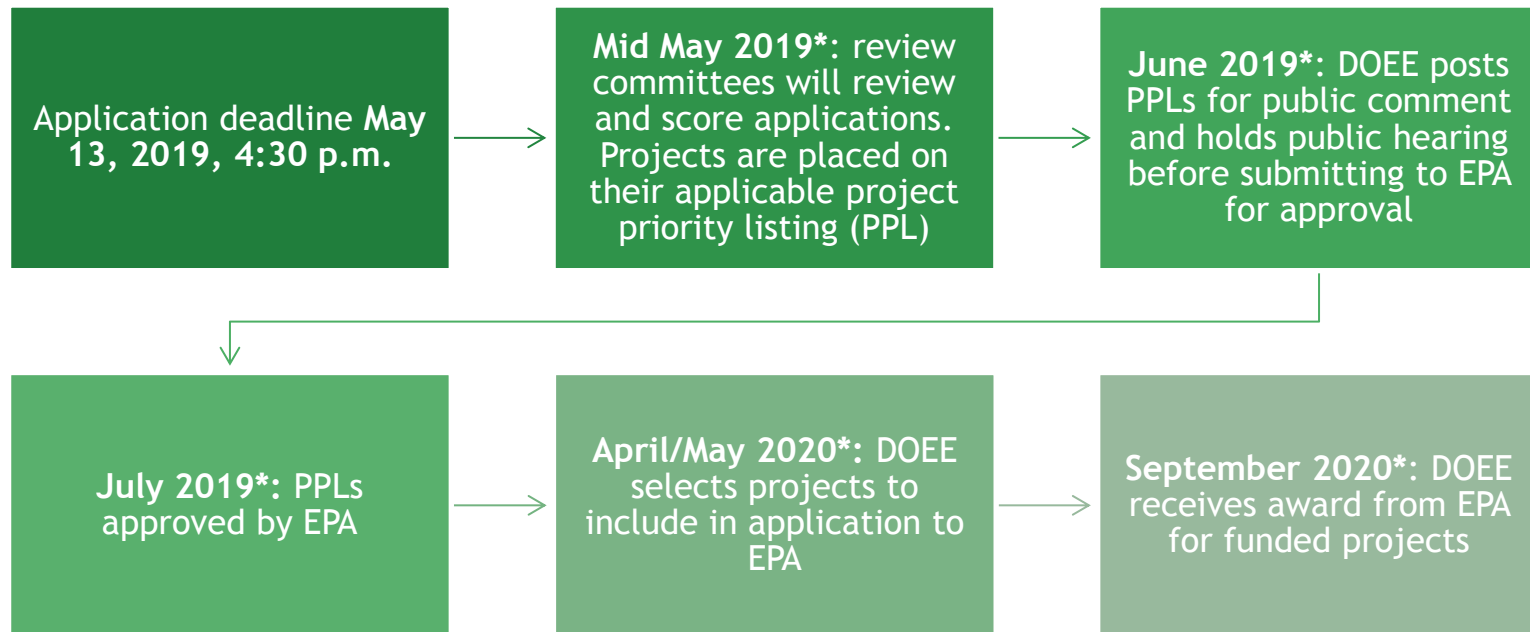 Application deadline May
13, 2019, 4:30 p.m.
Mid May 2019*: review
committees will review
and score applications.
Projects are placed on
their applicable project
priority listing (PPL)
June 2019*: DOEE posts
PPLs for public comment
and holds public hearing
before submitting to EPA
for approval
July 2019*: PPLs
approved by EPA
April/May 2020*: DOEE
selects projects to
include in application to
EPA
September 2020*: DOEE
receives award from EPA
for funded projects